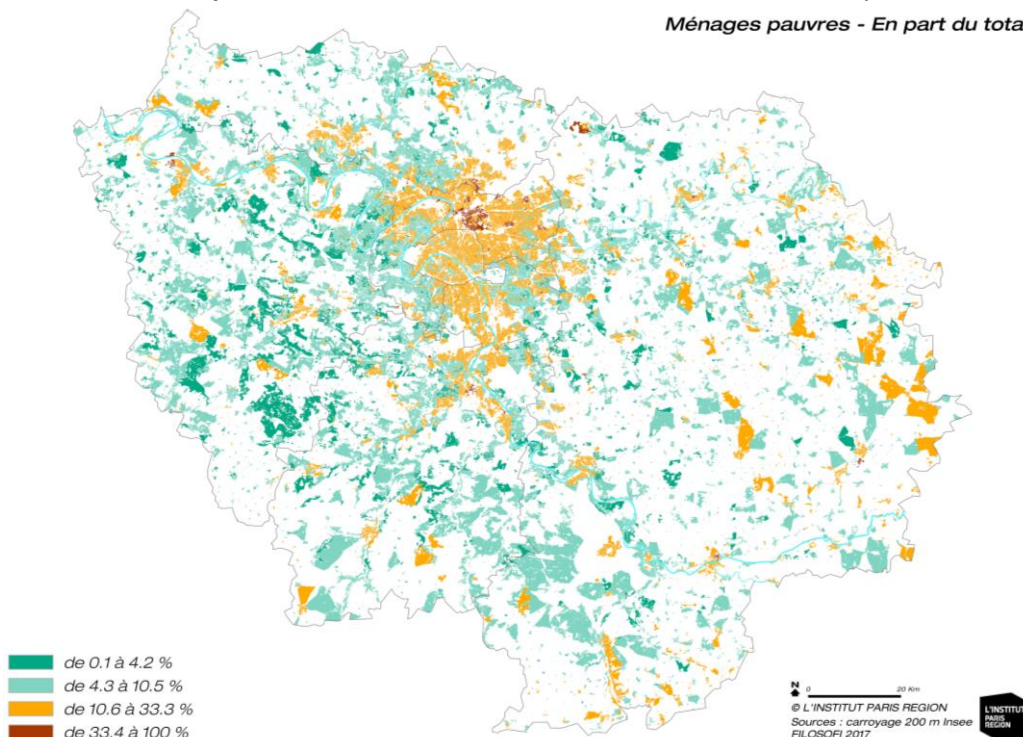 Ménages pauvres - En part du tota
de 0.1 à 4.2 %
de 4.3 à 10.5 %
de 10.6 à 33.3 %
de 33.4 à 100 %
N
0 20 Km
© L'INSTITUT PARIS REGION
Sources : carroyage 200 m Insee
FILOSOFI 2017
L'INSTITUT
PARIS
REGION